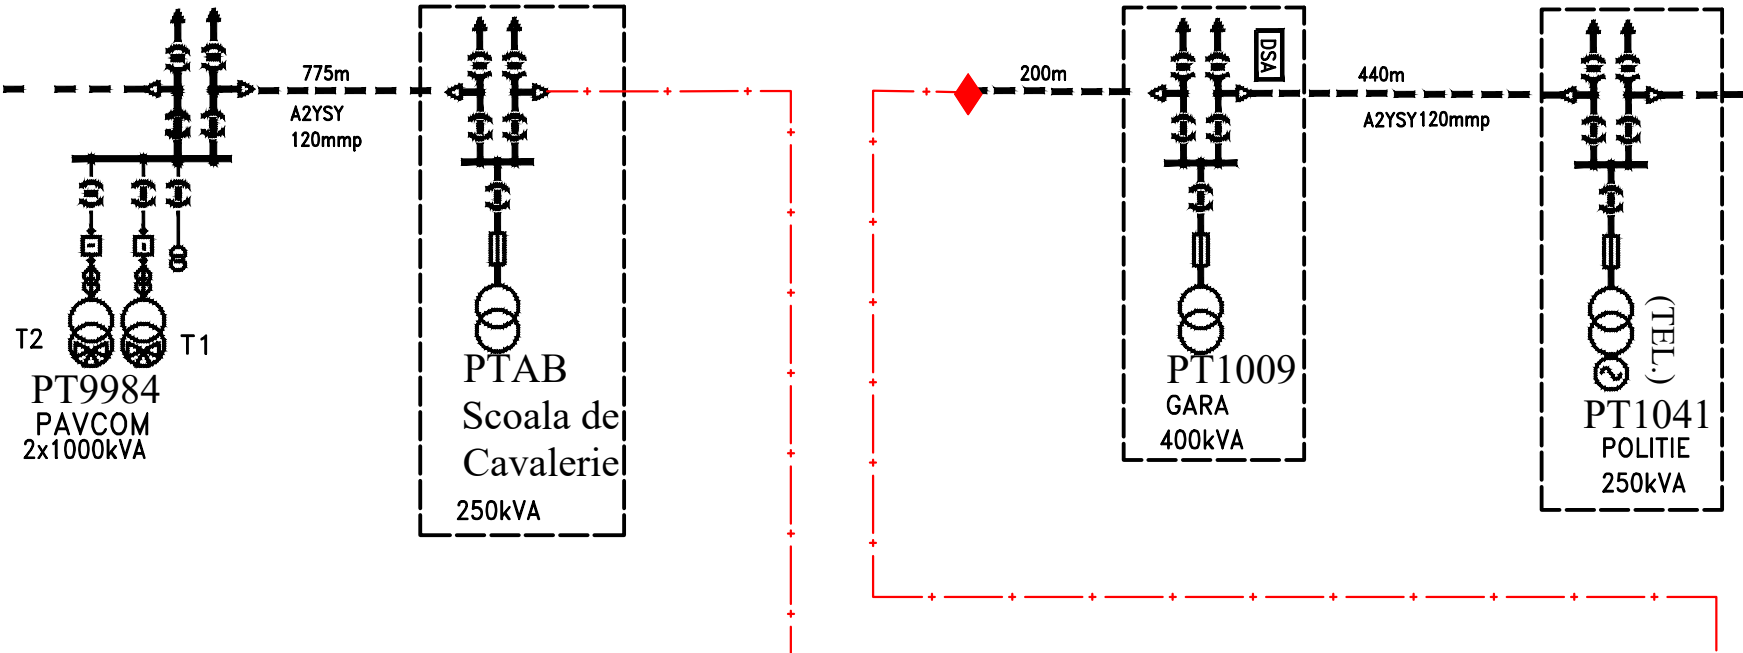 775m
A2YSY
120mmp
T2
T1
PT9984
PAVCOM
2x1000kVA
PTAB
Scoala de
Cavalerie
250kVA
200m
DSA
PT1009
GARA
400kVA
440m
A2YSY120mmp
(TEL.)
PT1041
POLITIE
250kVA